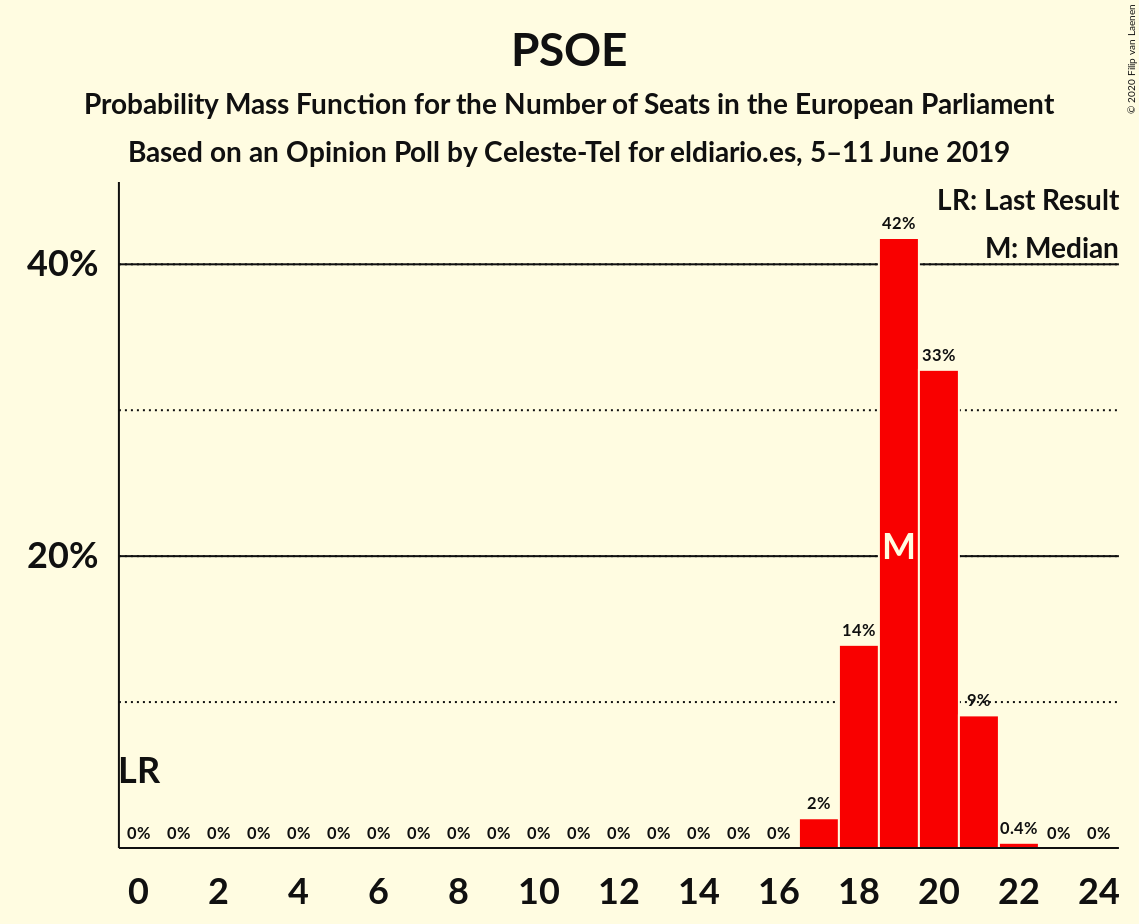 © 2020 Filip van Laenen
PSOE
Probability Mass Function for the Number of Seats in the European Parliament
Based on an Opinion Poll by Celeste-Tel for eldiario.es, 5–11 June 2019
LR: Last Result
M: Median
42%
40%
33%
M
20%
14%
9%
LR
2%
0% 0% 0% 0% 0% 0% 0% 0% 0% 0% 0% 0% 0% 0% 0% 0% 0% 0.4% 0% 0%
0 2 4 6 8 10 12 14 16 18 20 22 24